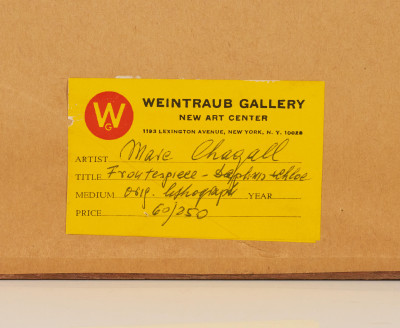 WG
WEINTRAUB GALLERY
NEW ART CENTER
1193 LEXINGTON AVENUE, NEW YORK, N. Y. 10028
ARTIST Marc Chagall
TITLE Fronterpiece - Daphnis + chloe
MEDIUM orig. lithograph YEAR
PRICE 60/250